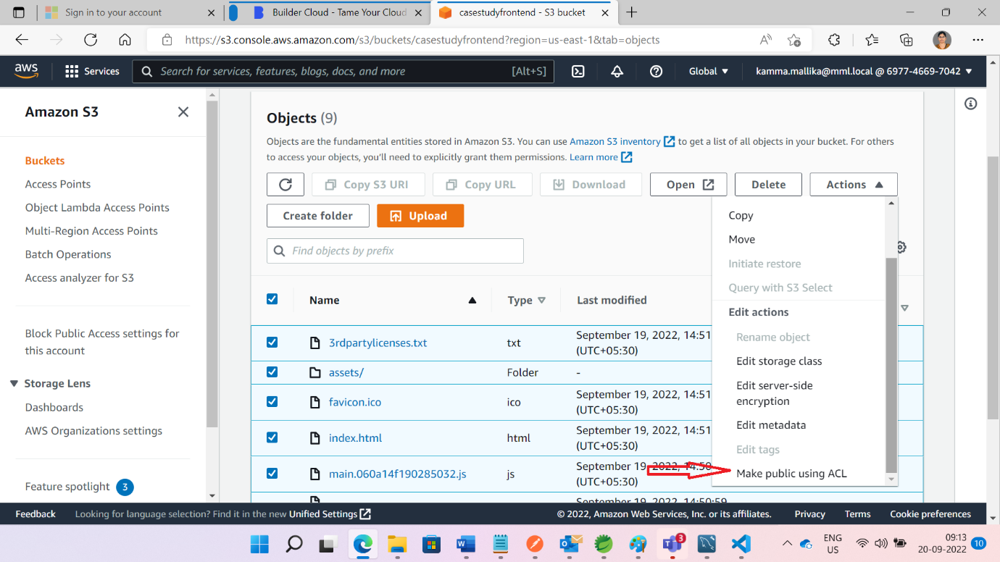 Sign in to your account
Builder Cloud - Tame Your Cloud
casestudyfrontend - S3 bucket
https://s3.console.aws.amazon.com/s3/buckets/casestudyfrontend?region=us-east-1&tab=objects
aws
Services
Search for services, features, blogs, docs, and more
[Alt+S]
Global
kamma.mallika@mml.local @ 6977-4669-7042
Amazon S3
Buckets
Access Points
Object Lambda Access Points
Multi-Region Access Points
Batch Operations
Access analyzer for S3
Block Public Access settings for
this account
Storage Lens
Dashboards
AWS Organizations settings
Feature spotlight 3
Objects (9)
Objects are the fundamental entities stored in Amazon S3. You can use Amazon S3 inventory to get a list of all objects in your bucket. For others
to access your objects, you'll need to explicitly grant them permissions. Learn more
Copy S3 URI
Copy URL
Download
Open
Delete
Actions
Create folder
Upload
Find objects by prefix
Name
Type
Last modified
3rdpartylicenses.txt
txt
September 19, 2022, 14:51
(UTC+05:30)
assets/
Folder
-
favicon.ico
ico
September 19, 2022, 14:51
(UTC+05:30)
index.html
html
September 19, 2022, 14:51
(UTC+05:30)
main.060a14f190285032.js
js
September 19, 2022, 14:50
(UTC+05:30)
September 19, 2022, 14:50:59
Copy
Move
Initiate restore
Query with S3 Select
Edit actions
Rename object
Edit storage class
Edit server-side
encryption
Edit metadata
Edit tags
Make public using ACL
Feedback
Looking for language selection? Find it in the new Unified Settings
© 2022, Amazon Web Services, Inc. or its affiliates.
Privacy
Terms
Cookie preferences
3
ENG
US
09:13
20-09-2022
10